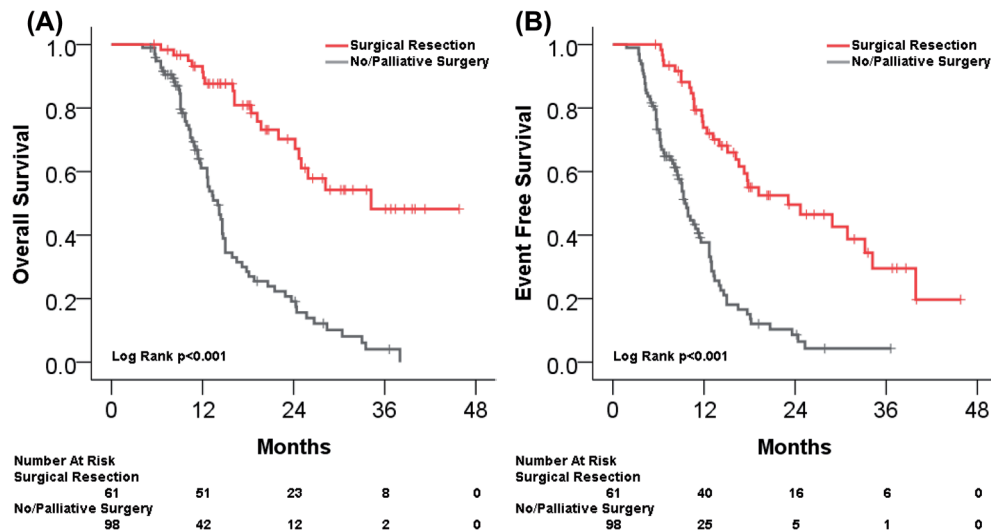 (A)
Surgical Resection
No/Palliative Surgery
1.0
0.8
0.6
0.4
0.2
0.0
Overall Survival
Log Rank p<0.001
0 12 24 36 48
Months
Number At Risk
Surgical Resection
61 51 23 8 0
No/Palliative Surgery
98 42 12 2 0
(B)
Surgical Resection
No/Palliative Surgery
1.0
0.8
0.6
0.4
0.2
0.0
Event Free Survival
Log Rank p<0.001
0 12 24 36 48
Months
Number At Risk
Surgical Resection
61 40 16 6 0
No/Palliative Surgery
98 25 5 1 0